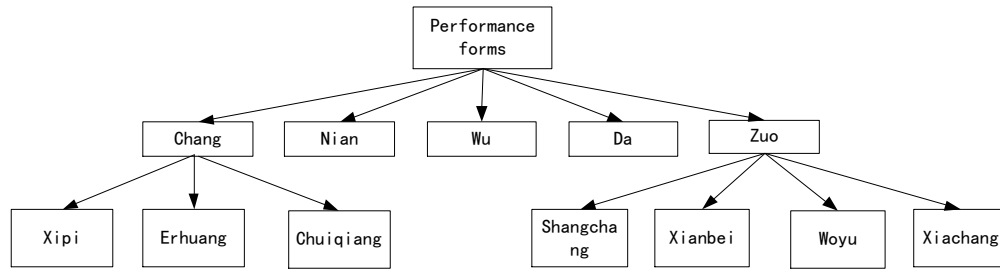 Performance
forms
Chang
Nian
Wu
Da
Zuo
Xipi
Erhuang
Chuiqiang
Shangcha
ng
Xianbei
Woyu
Xiachang